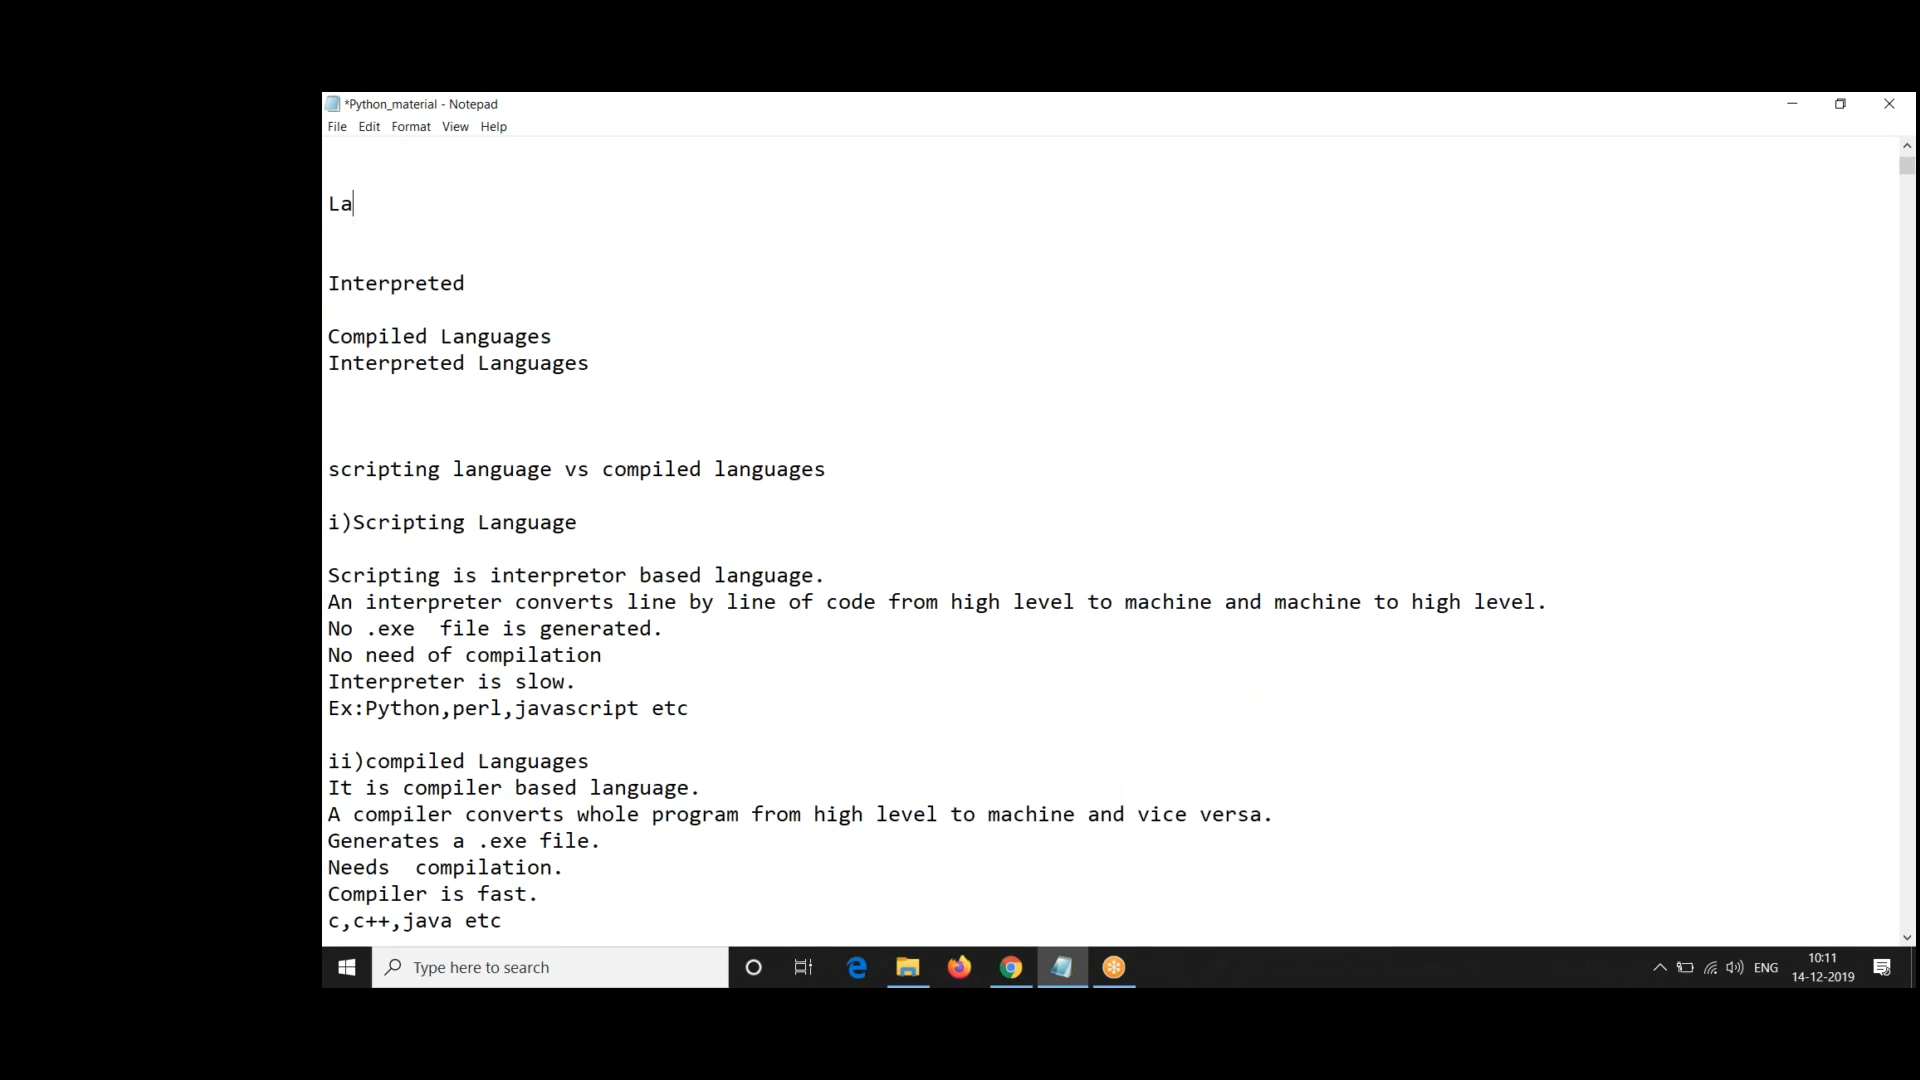 *Python_material - Notepad
File Edit Format View Help
La
Interpreted
Compiled Languages
Interpreted Languages
scripting language vs compiled languages
i)Scripting Language
Scripting is interpretor based language.
An interpreter converts line by line of code from high level to machine and machine to high level.
No .exe  file is generated.
No need of compilation
Interpreter is slow.
Ex:Python,perl,javascript etc
ii)compiled Languages
It is compiler based language.
A compiler converts whole program from high level to machine and vice versa.
Generates a .exe file.
Needs  compilation.
Compiler is fast.
c,c++,java etc
Type here to search
ENG
10:11
14-12-2019